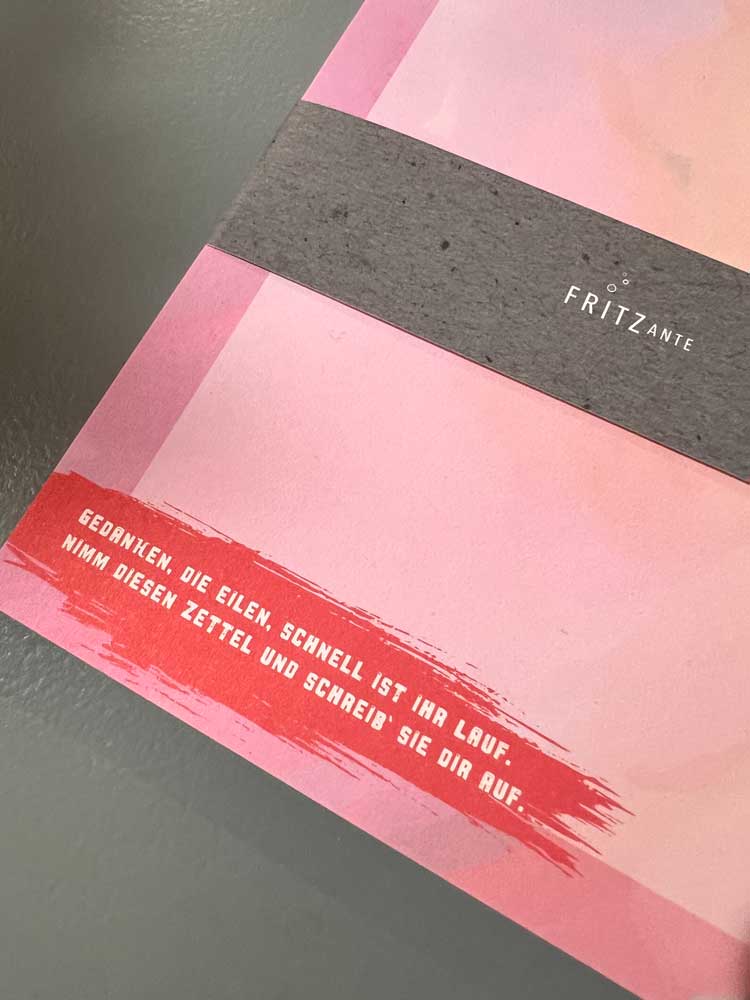 FRITZANTE
GEDANKEN, DIE EILEN, SCHNELL IST IHR LAUF.
NIMM DIESEN ZETTEL UND SCHREIB' SIE DIR AUF.